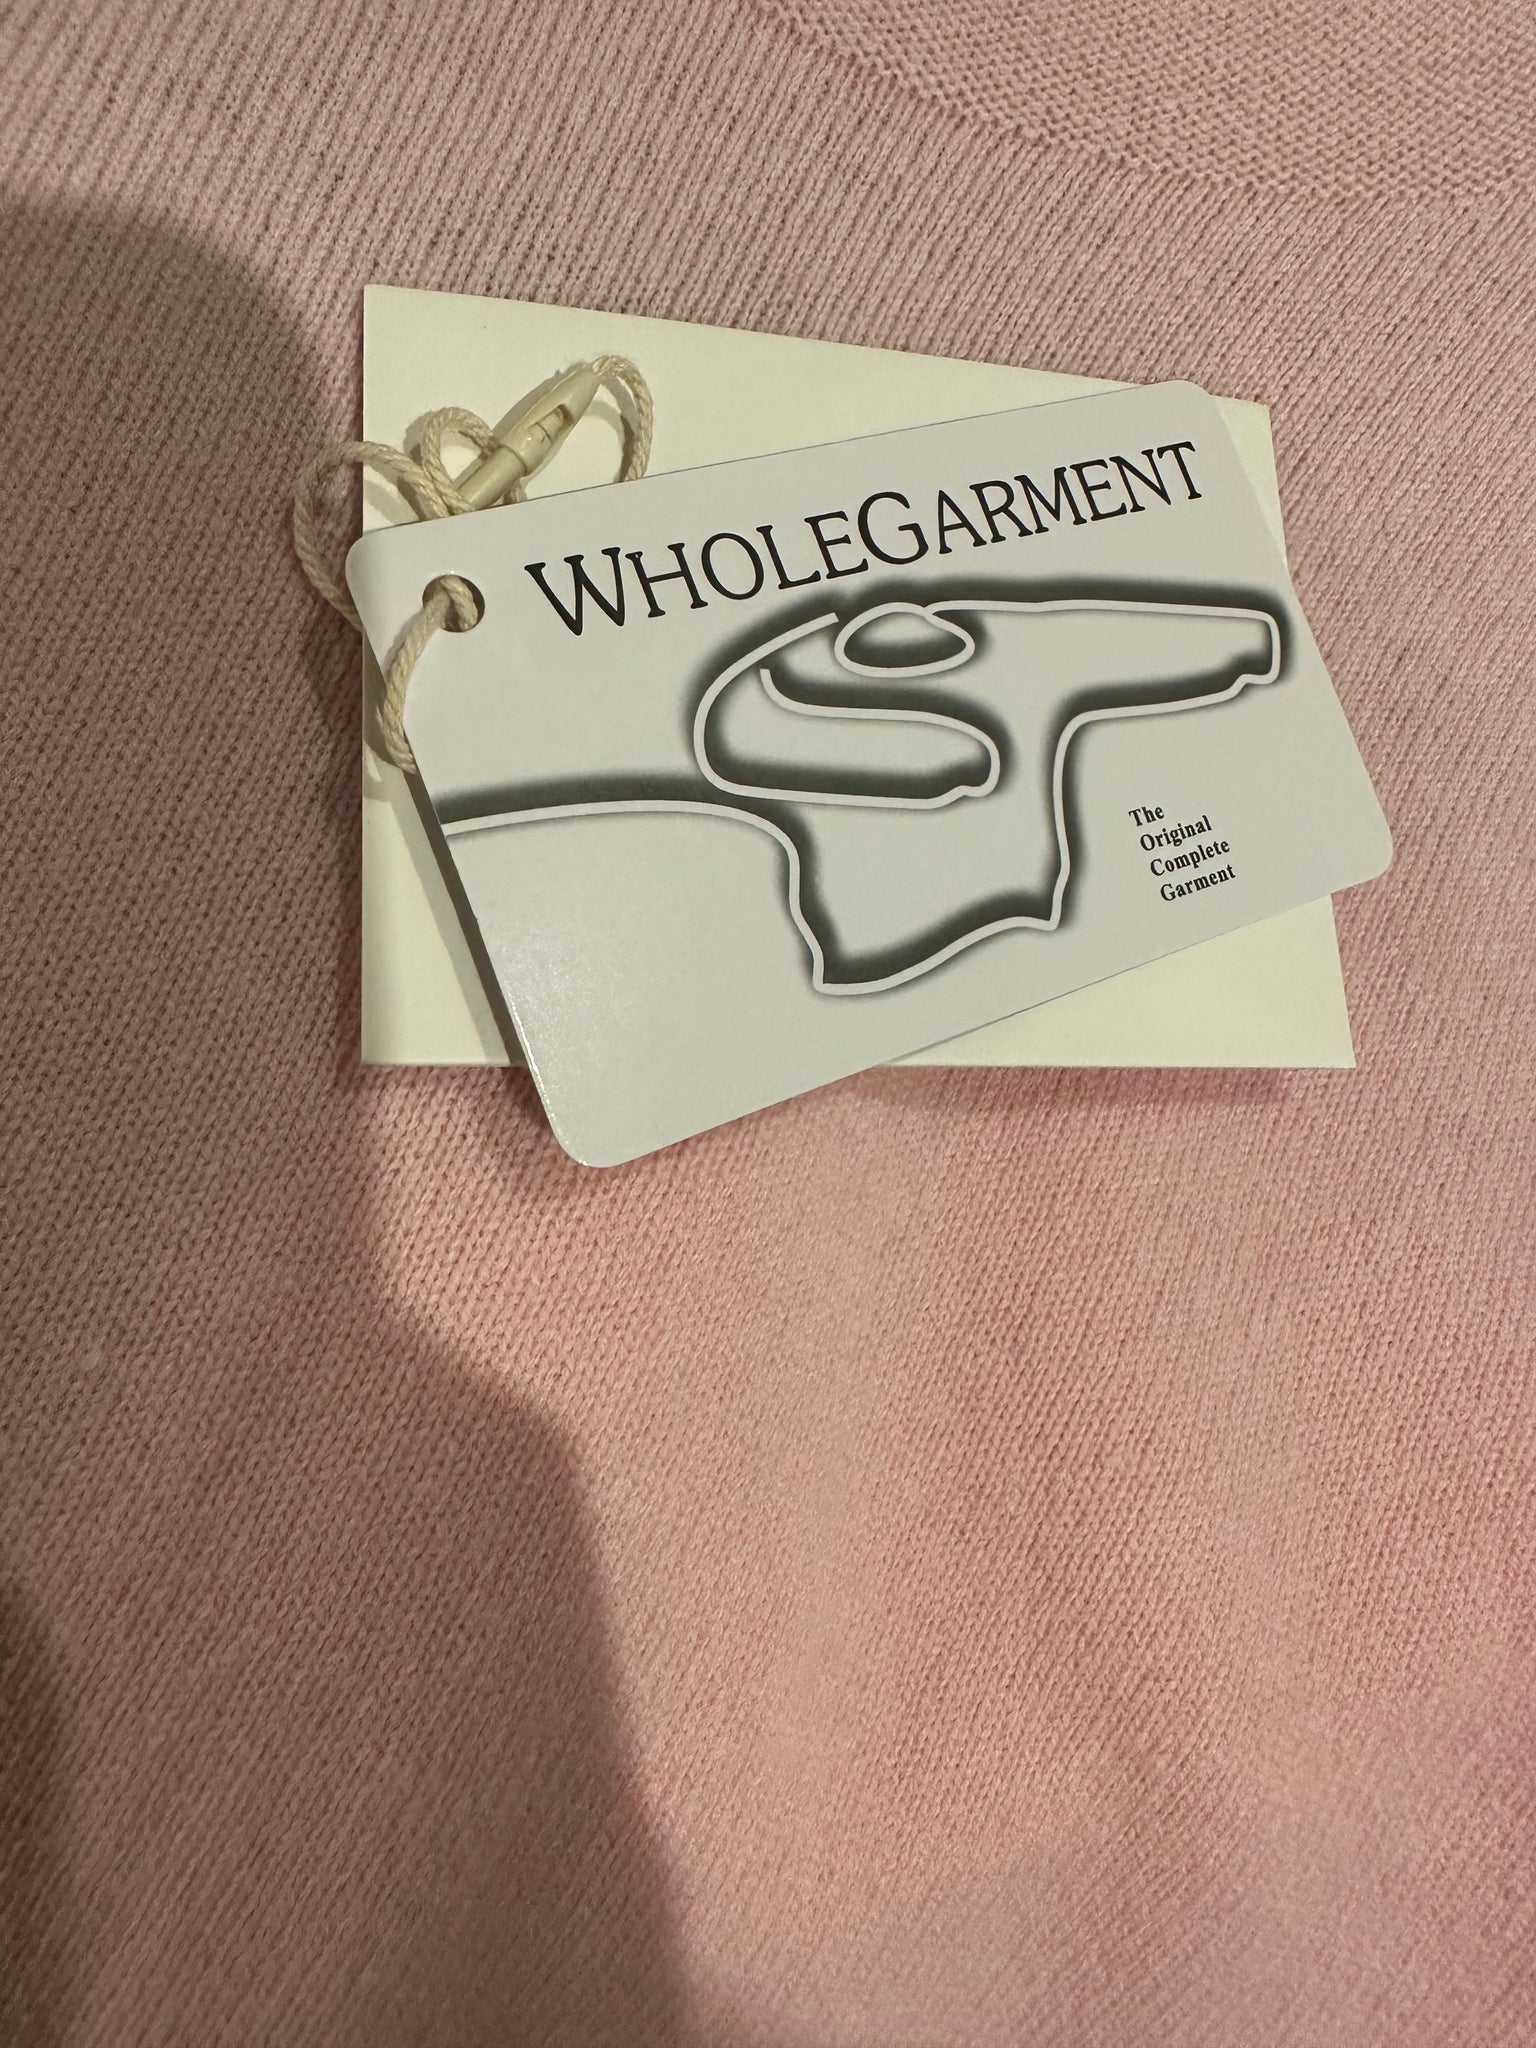 WHOLEGARMENT
The
Original
Complete
Garment